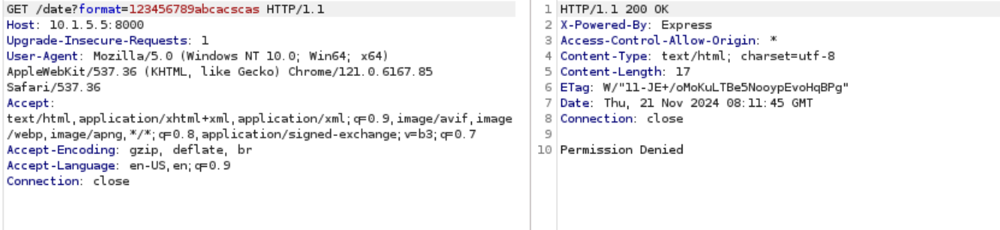 GET /date?format=123456789abcacscas HTTP/1.1
Host: 10.1.5.5:8000
Upgrade-Insecure-Requests: 1
User-Agent: Mozilla/5.0 (Windows NT 10.0; Win64; x64)
AppleWebKit/537.36 (KHTML, like Gecko) Chrome/121.0.6167.85
Safari/537.36
Accept:
text/html,application/xhtml+xml,application/xml;q=0.9,image/avif,image
/webp,image/apng,*/*;q=0.8,application/signed-exchange;v=b3;q=0.7
Accept-Encoding: gzip, deflate, br
Accept-Language: en-US,en;q=0.9
Connection: close
1 HTTP/1.1 200 OK
2 X-Powered-By: Express
3 Access-Control-Allow-Origin: *
4 Content-Type: text/html; charset=utf-8
5 Content-Length: 17
6 ETag: W/"11-JE+/oMoKuLTBe5NooypEvoHqBPg"
7 Date: Thu, 21 Nov 2024 08:11:45 GMT
8 Connection: close
9
10 Permission Denied